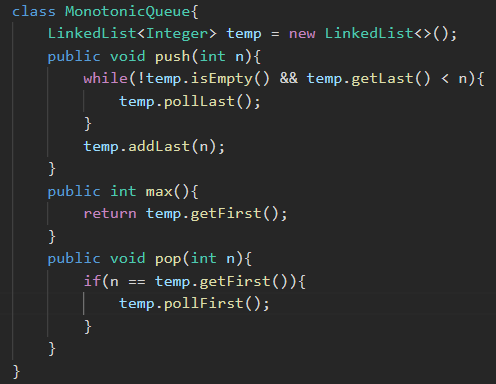 class MonotonicQueue{
    LinkedList<Integer> temp = new LinkedList<>();
    public void push(int n){
        while(!temp.isEmpty() && temp.getLast() < n){
            temp.pollLast();
        }
        temp.addLast(n);
    }
    public int max(){
        return temp.getFirst();
    }
    public void pop(int n){
        if(n == temp.getFirst()){
            temp.pollFirst();
        }
    }
}